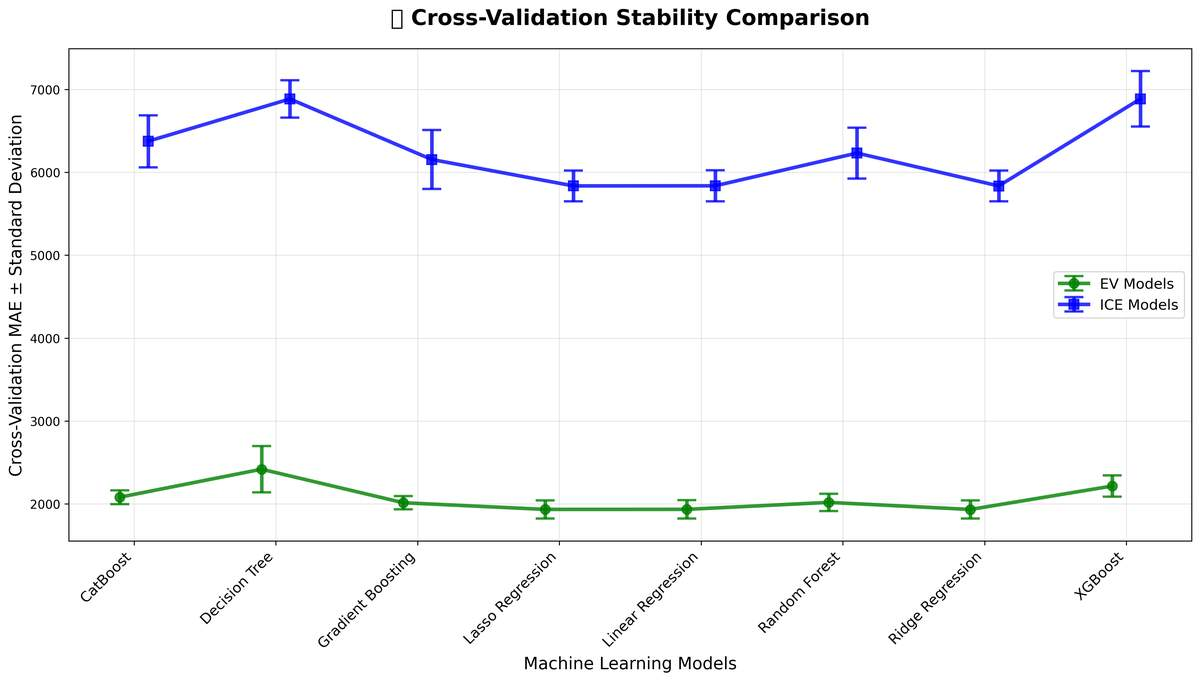 Cross-Validation Stability Comparison
Cross-Validation MAE ± Standard Deviation
7000
6000
5000
4000
3000
2000
EV Models
ICE Models
CatBoost
Decision Tree
Gradient Boosting
Lasso Regression
Linear Regression
Random Forest
Ridge Regression
XGBoost
Machine Learning Models